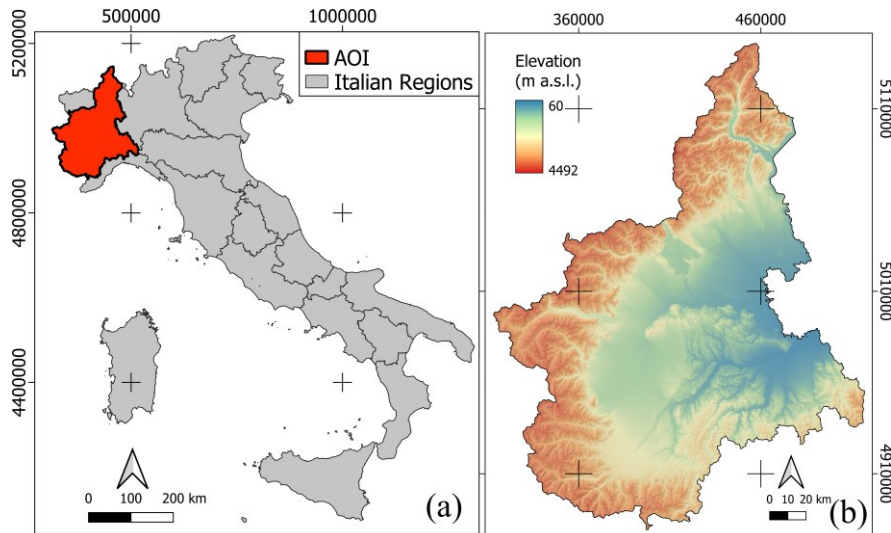 500000 1000000
AOI
Italian Regions
5200000
4800000
4400000
0 100 200 km
(a)
360000 460000
Elevation
(m a.s.l.)
60
4492
5110000
5010000
4910000
0 10 20 km
(b)